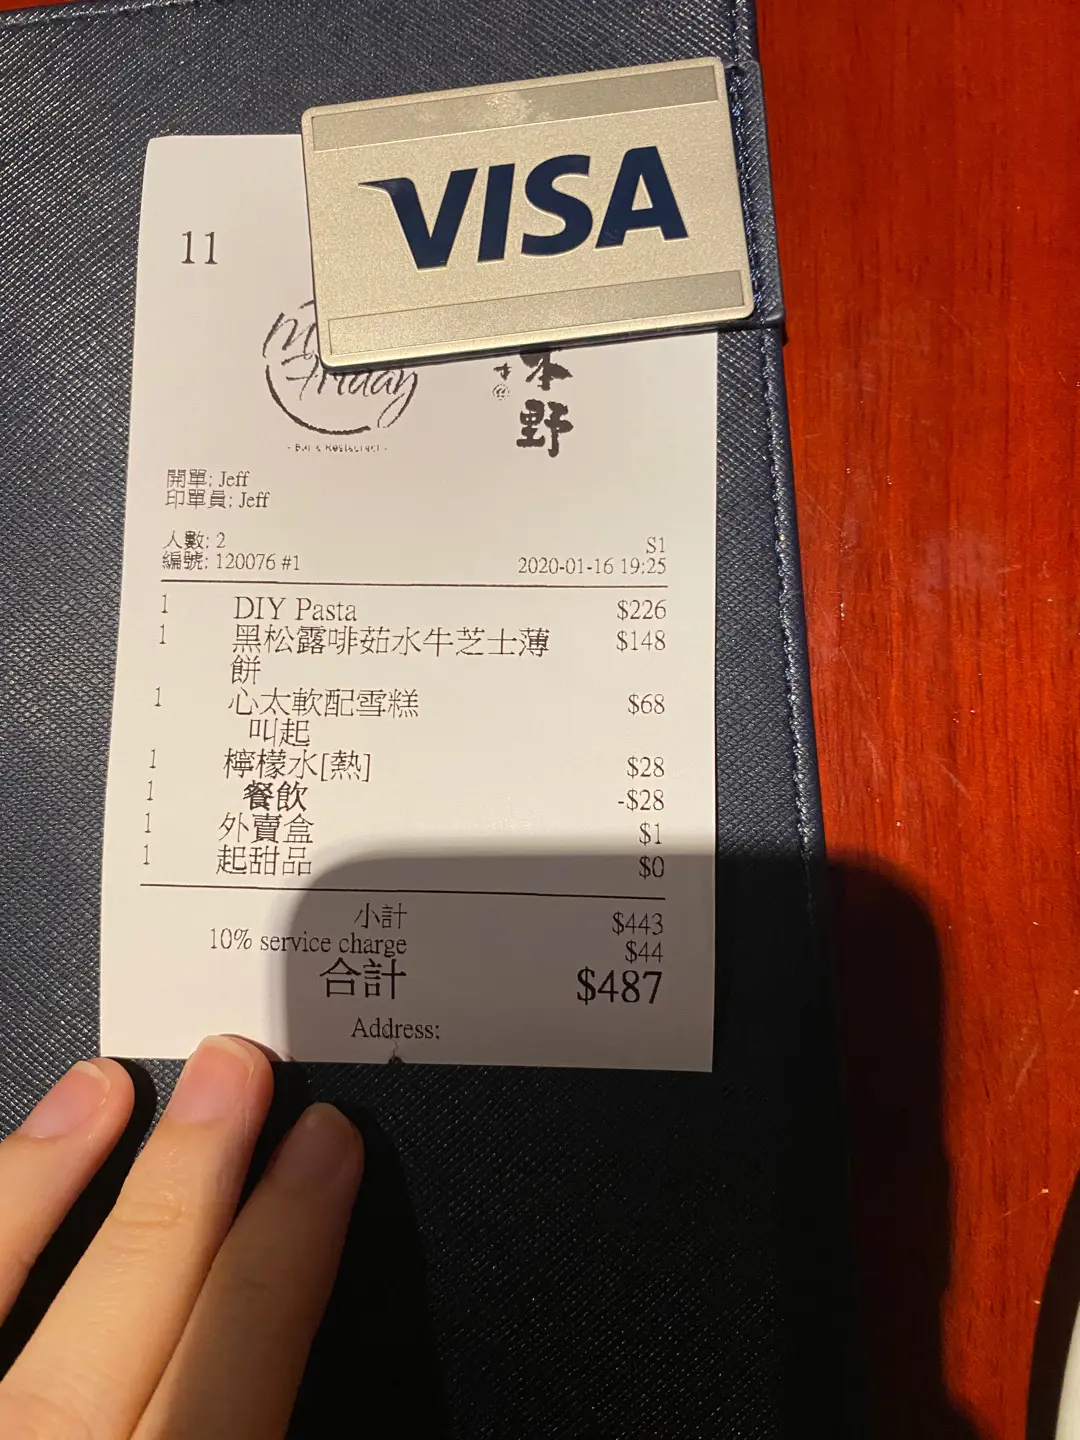 VISA
11
Friday
- Bar & Restaurant -
野
開單: Jeff
印單員: Jeff
人數: 2
S1
編號: 120076 #1
2020-01-16 19:25
1 DIY Pasta $226
1 黑松露啡茹水牛芝士薄 $148
餅
1 心太軟配雪糕 $68
叫起
1 檸檬水[熱] $28
1 餐飲 -$28
1 外賣盒 $1
1 起甜品 $0
小計 $443
10% service charge $44
合計 $487
Address: